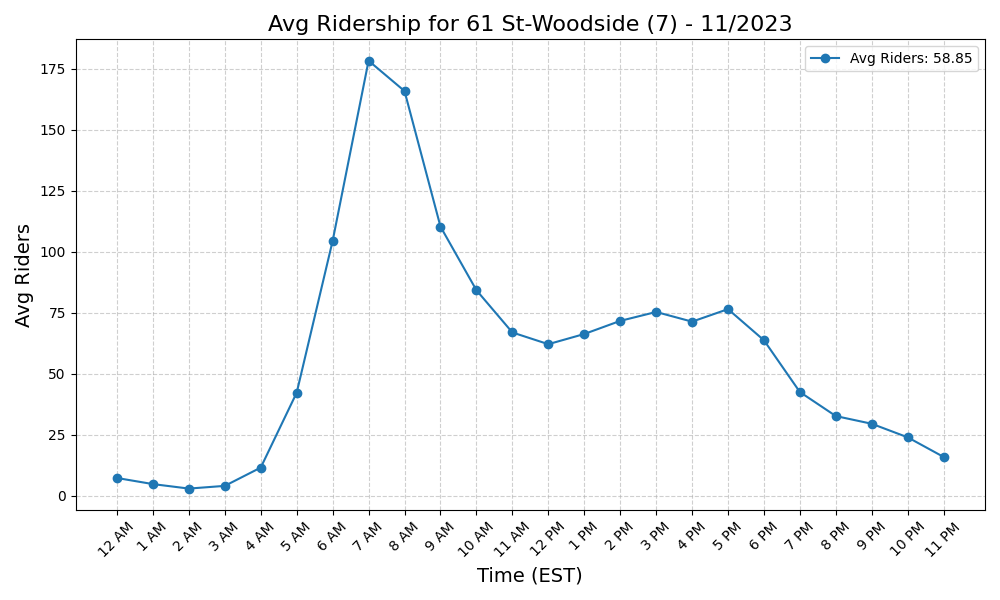 Avg Ridership for 61 St-Woodside (7) - 11/2023
Avg Riders: 58.85
Avg Riders
175
150
125
100
75
50
25
0
12 AM
1 AM
2 AM
3 AM
4 AM
5 AM
6 AM
7 AM
8 AM
9 AM
10 AM
11 AM
12 PM
1 PM
2 PM
3 PM
4 PM
5 PM
6 PM
7 PM
8 PM
9 PM
10 PM
11 PM
Time (EST)